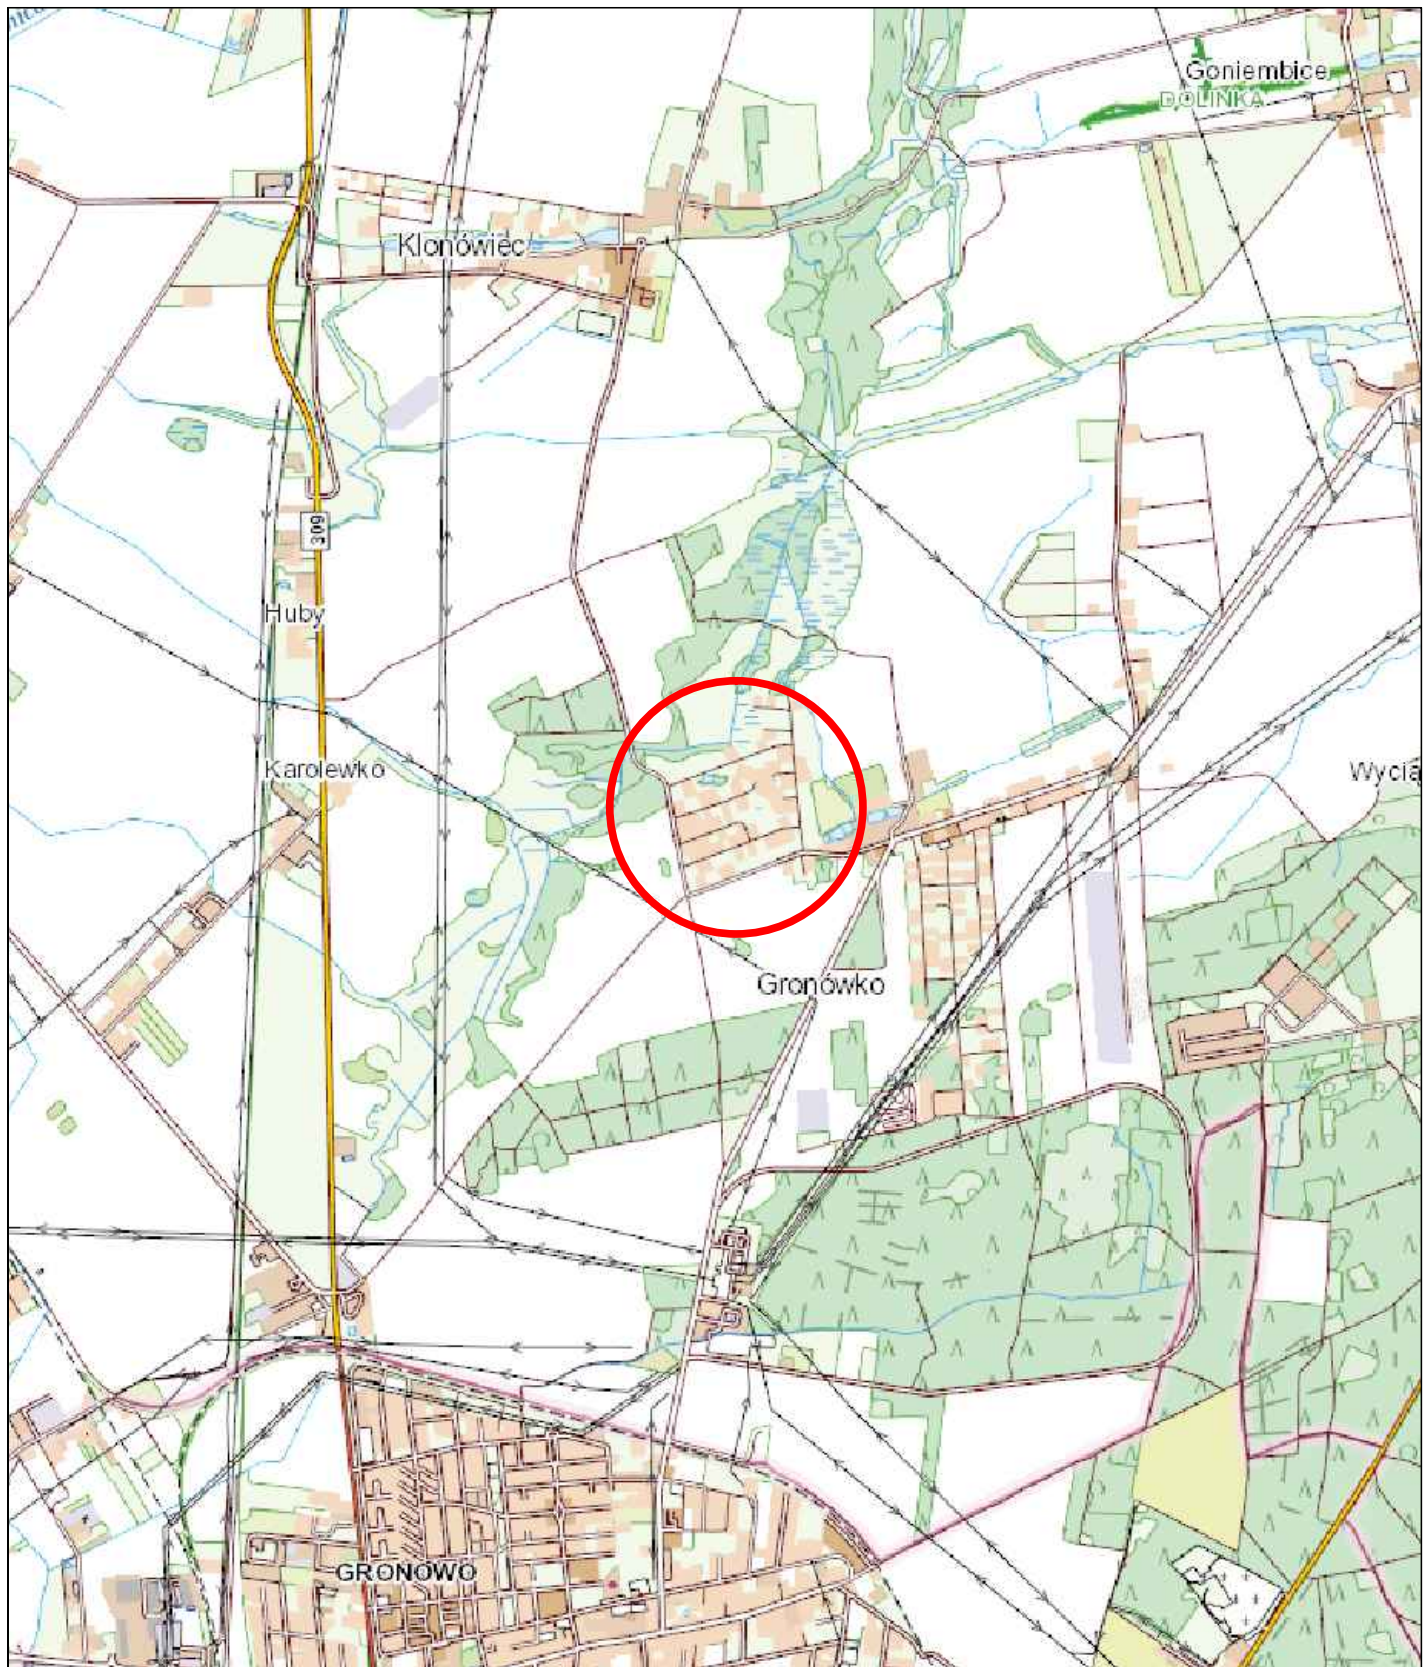 Goniembice
DOLINKA
Klonówiec
309
Huby
Karolewko
Wycią
Gronówko
GRONOWO